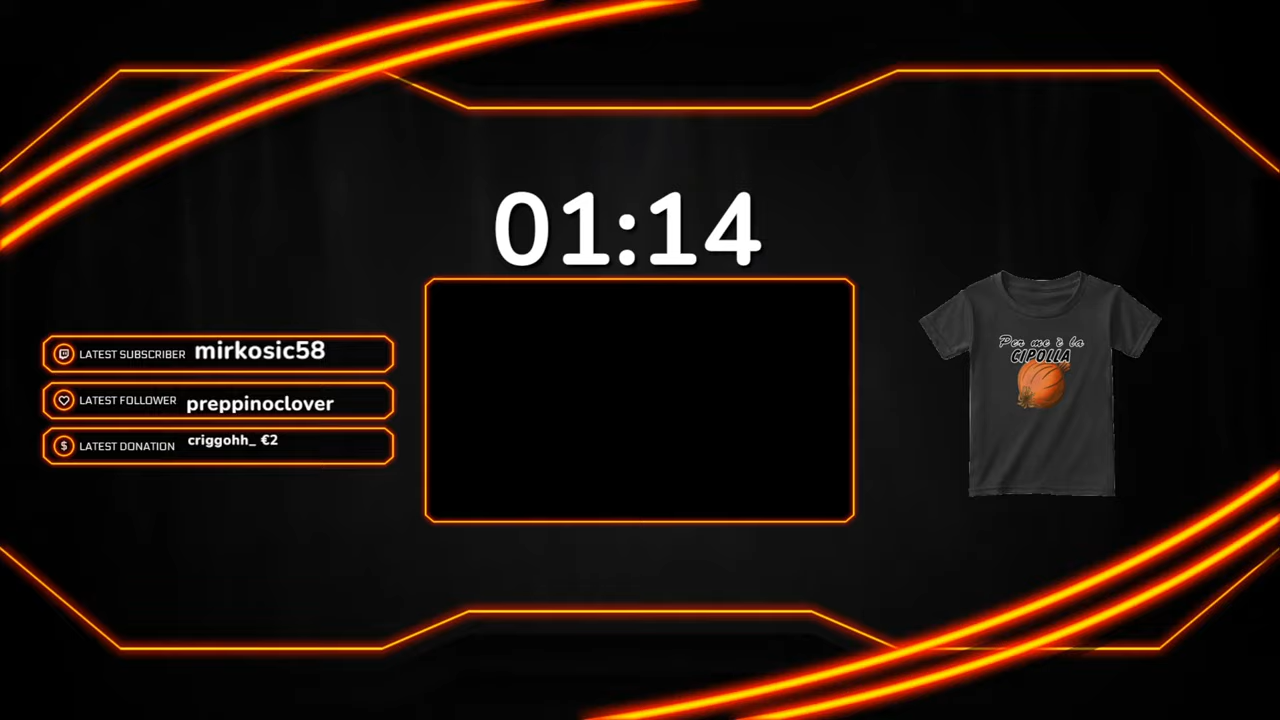 01:14
LATEST SUBSCRIBER mirkosic58
LATEST FOLLOWER preppinoclover
LATEST DONATION criggohh_ €2
Per me è la
CIPOLLA